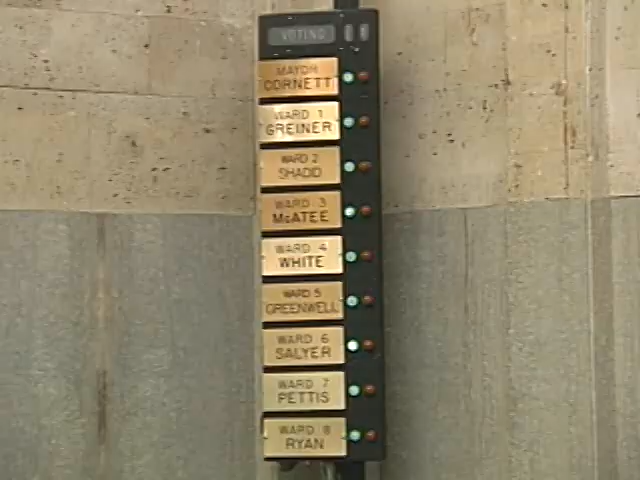 VOTING
MAYOR
CORNETT
WARD 1
GREINER
WARD 2
SHADID
WARD 3
McATEE
WARD 4
WHITE
WARD 5
GREENWELL
WARD 6
SALYER
WARD 7
PETTIS
WARD 8
RYAN